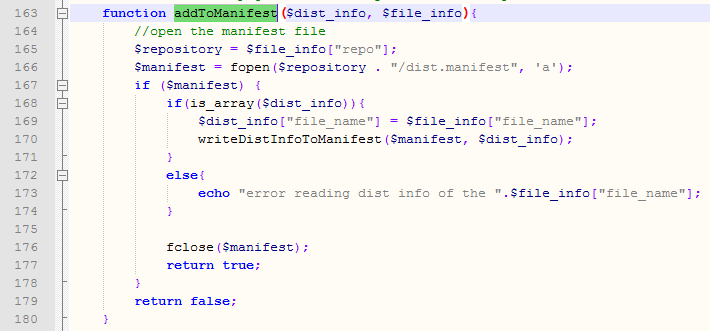 163 function addToManifest($dist_info, $file_info){
164 //open the manifest file
165 $repository = $file_info["repo"];
166 $manifest = fopen($repository . "/dist.manifest", 'a');
167 if ($manifest) {
168 if(is_array($dist_info)){
169 $dist_info["file_name"] = $file_info["file_name"];
170 writeDistInfoToManifest($manifest, $dist_info);
171 }
172 else{
173 echo "error reading dist info of the ".$file_info["file_name"];
174 }
175
176 fclose($manifest);
177 return true;
178 }
179 return false;
180 }